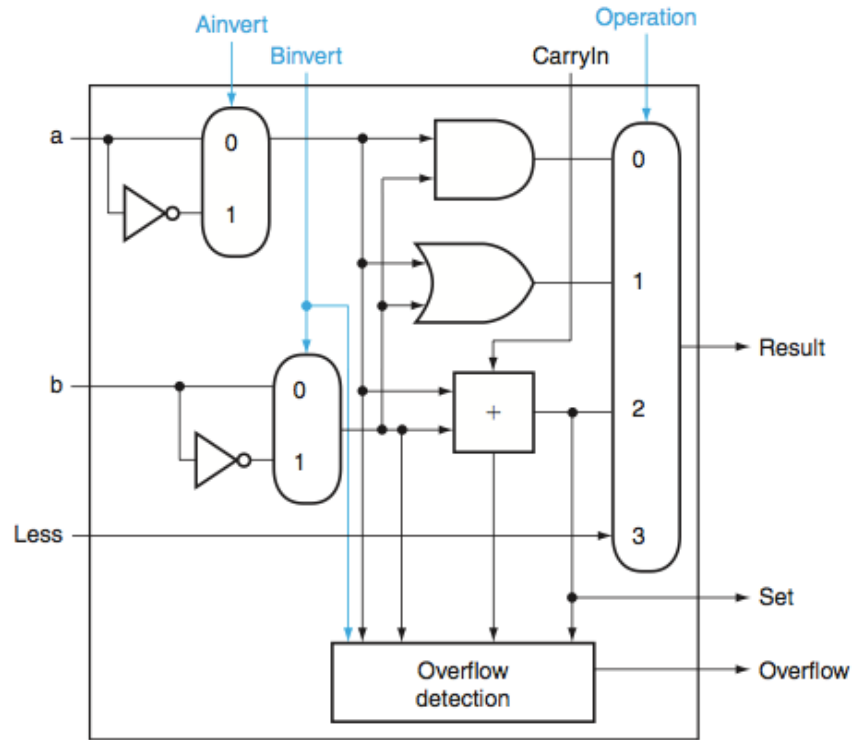 Operation
Ainvert
Binvert
CarryIn
a
0
1
0
1
Result
b
0
1
+
2
Less
3
Set
Overflow
detection
Overflow